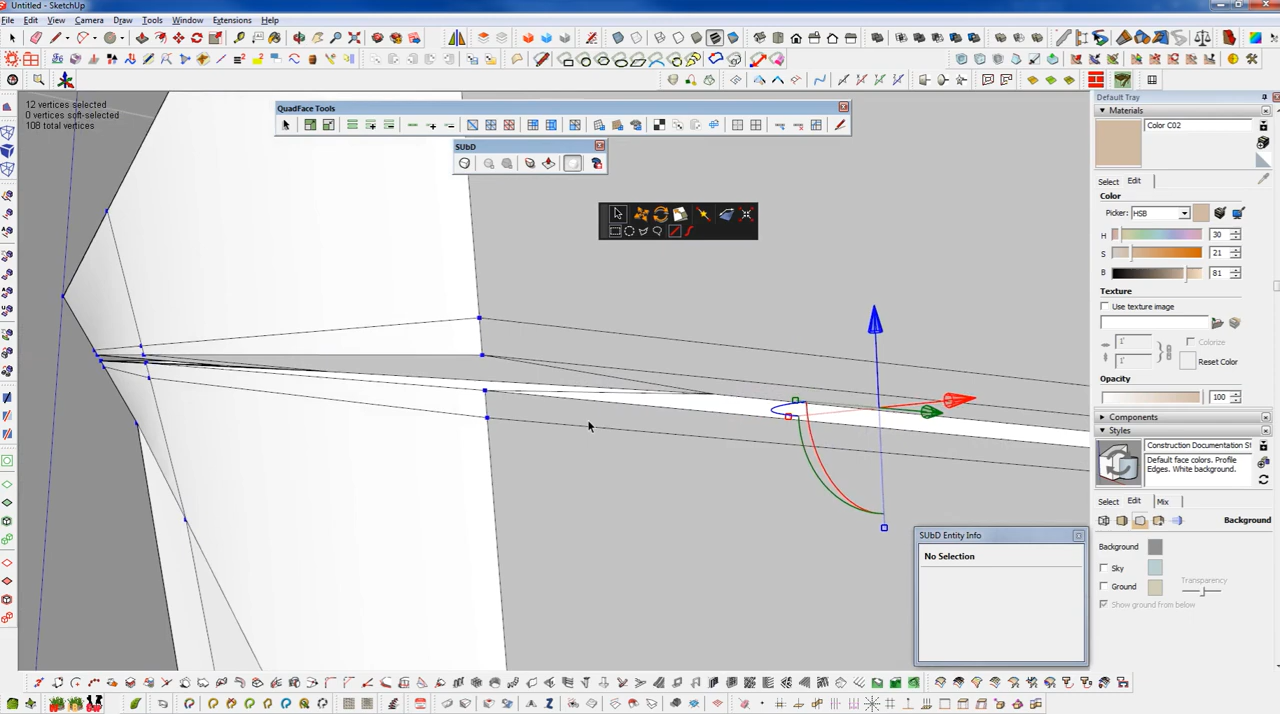 Untitled - SketchUp
File Edit View Camera Draw Tools Window Extensions Help
12 vertices selected
0 vertices soft-selected
108 total vertices
QuadFace Tools
SUbD
Default Tray
Materials
Color C02
Select Edit
Color
Picker: HSB
H 30
S 21
B 81
Texture
Use texture image
1'
Colorize
1'
Reset Color
Opacity
100
Components
Styles
Construction Documentation St
Default face colors. Profile
Edges. White background.
Select Edit Mix
Background
Background
Sky
Ground Transparency
Show ground from below
SUbD Entity Info
No Selection